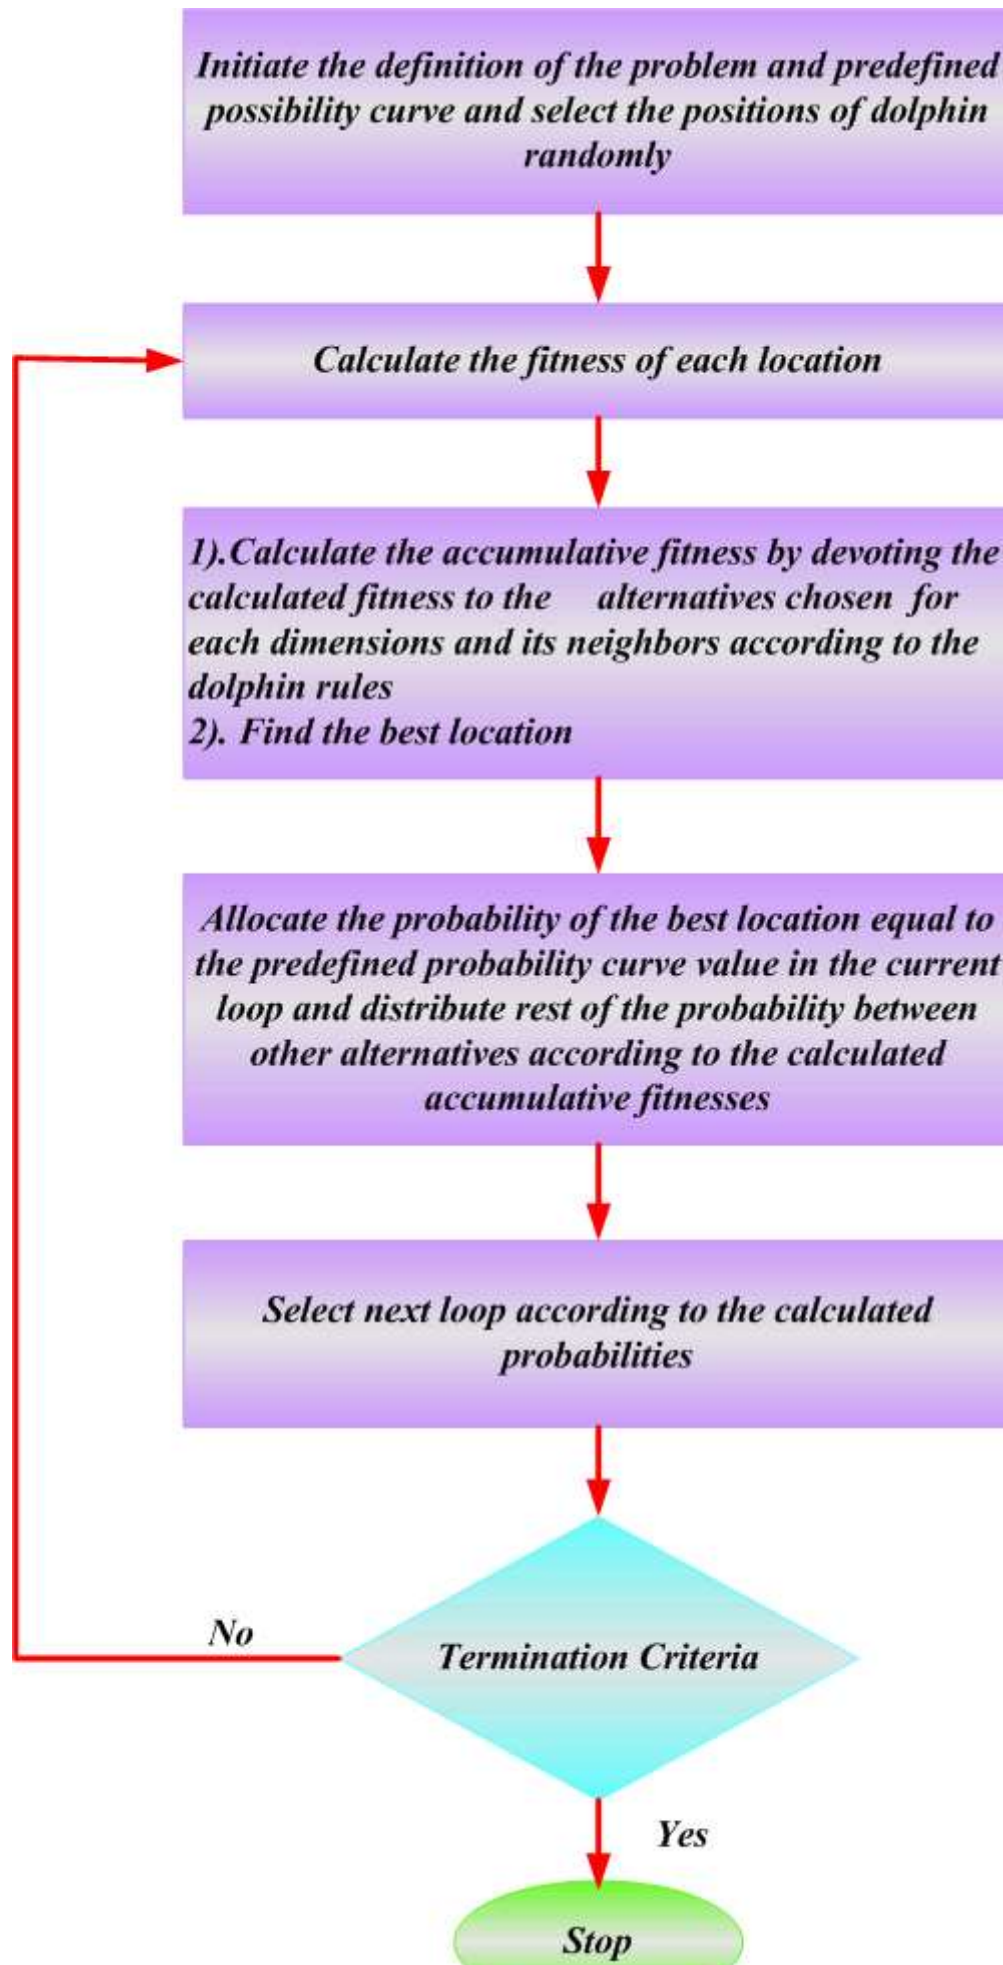 Initiate the definition of the problem and predefined
possibility curve and select the positions of dolphin
randomly
Calculate the fitness of each location
1).Calculate the accumulative fitness by devoting the
calculated fitness to the alternatives chosen for
each dimensions and its neighbors according to the
dolphin rules
2). Find the best location
Allocate the probability of the best location equal to
the predefined probability curve value in the current
loop and distribute rest of the probability between
other alternatives according to the calculated
accumulative fitnesses
Select next loop according to the calculated
probabilities
No
Termination Criteria
Yes
Stop